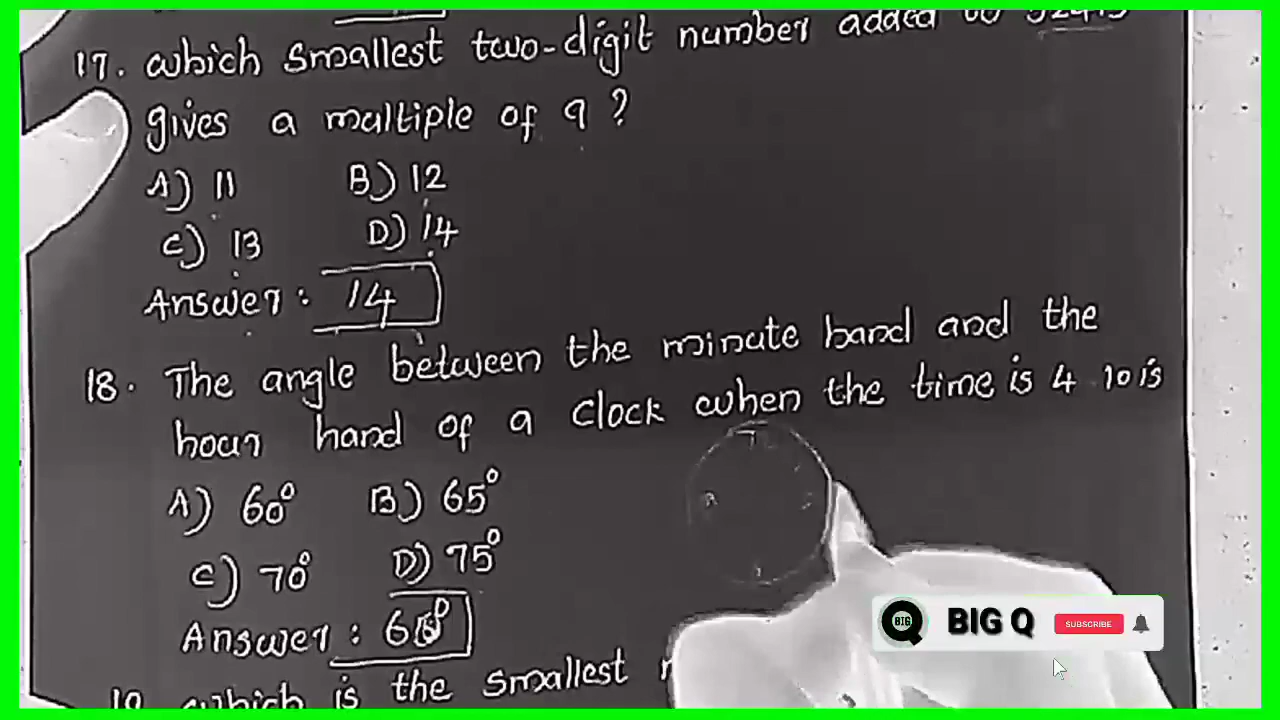 17. which smallest two-digit number added to
gives a multiple of 9 ?
A) 11 B) 12
C) 13 D) 14
Answer : 14
18. The angle between the minute hand and the
hour hand of a clock when the time is 4 10 is
A) 60° B) 65°
C) 70° D) 75°
Answer :
19. which is the smallest
BIG Q
SUBSCRIBE